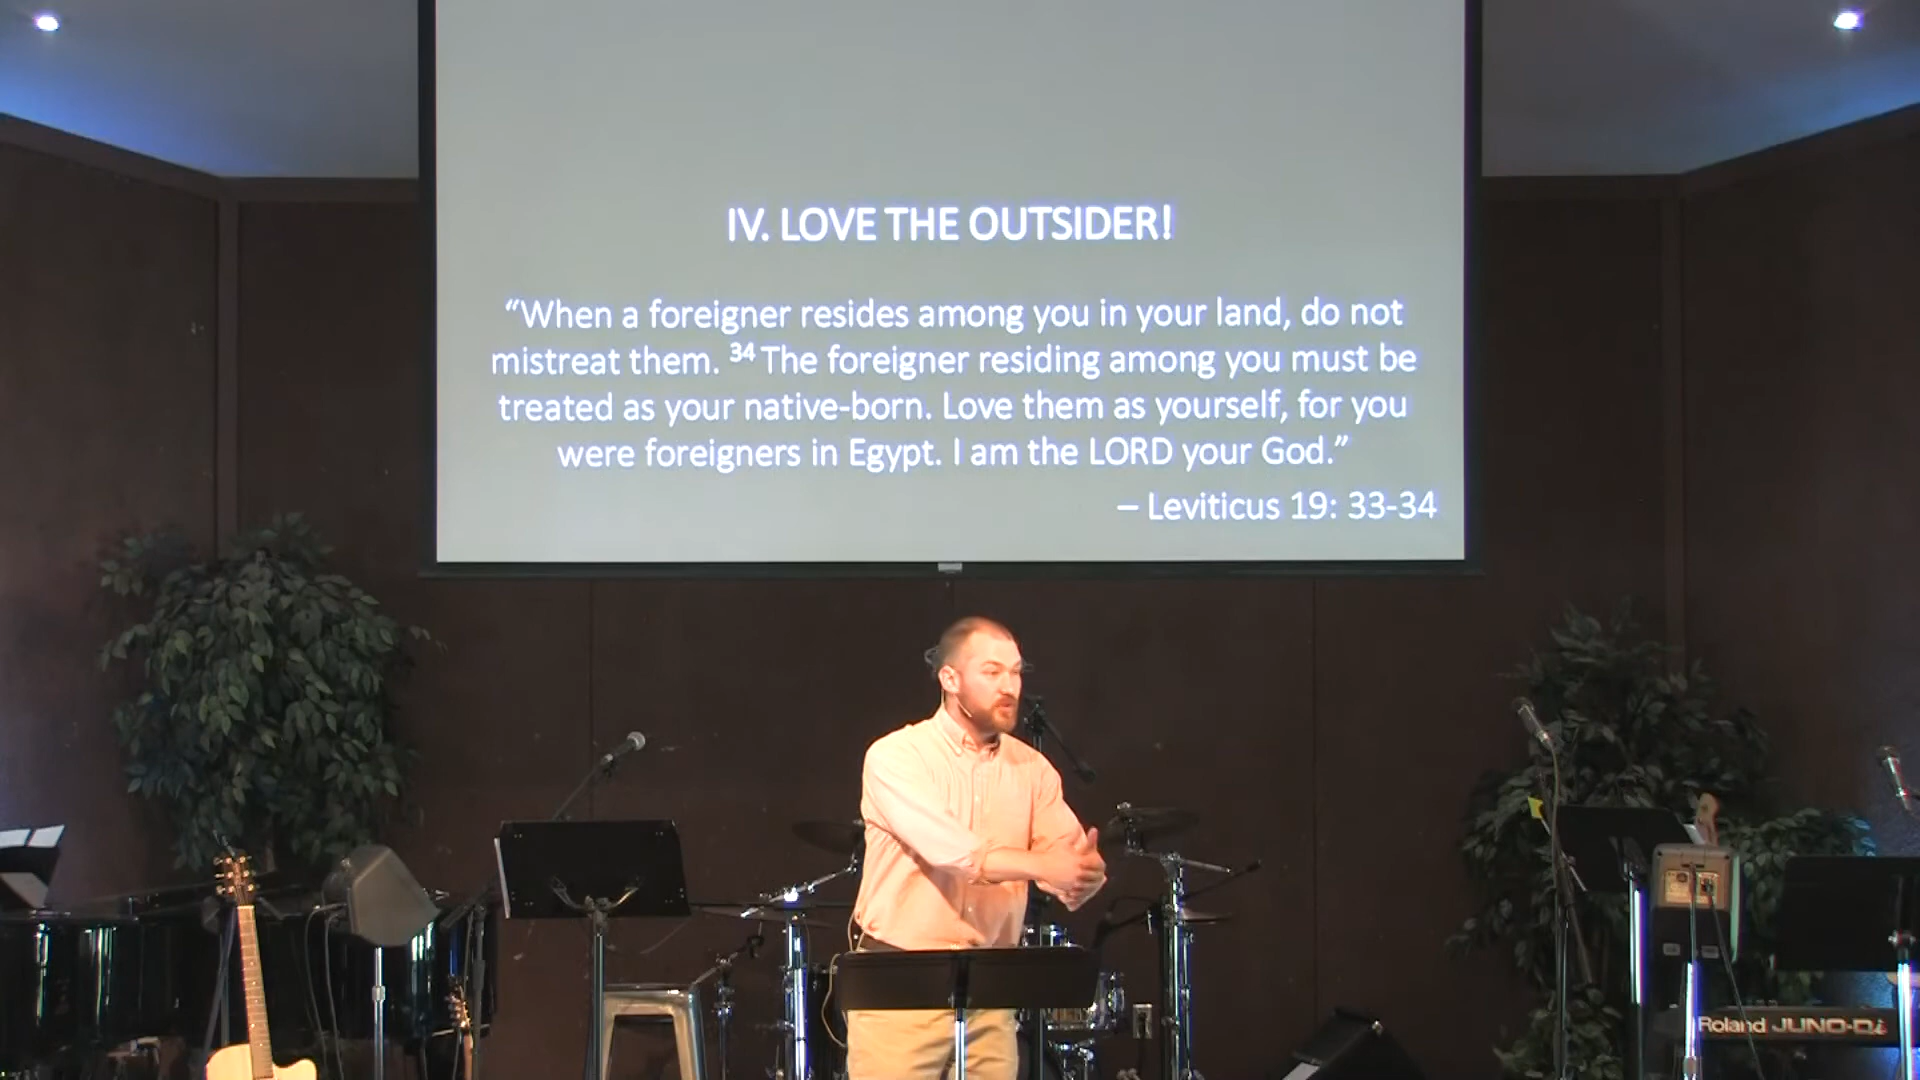 IV. LOVE THE OUTSIDER!
“When a foreigner resides among you in your land, do not
mistreat them. 34 The foreigner residing among you must be
treated as your native-born. Love them as yourself, for you
were foreigners in Egypt. I am the LORD your God.”
– Leviticus 19: 33-34
Roland JUNO-Di